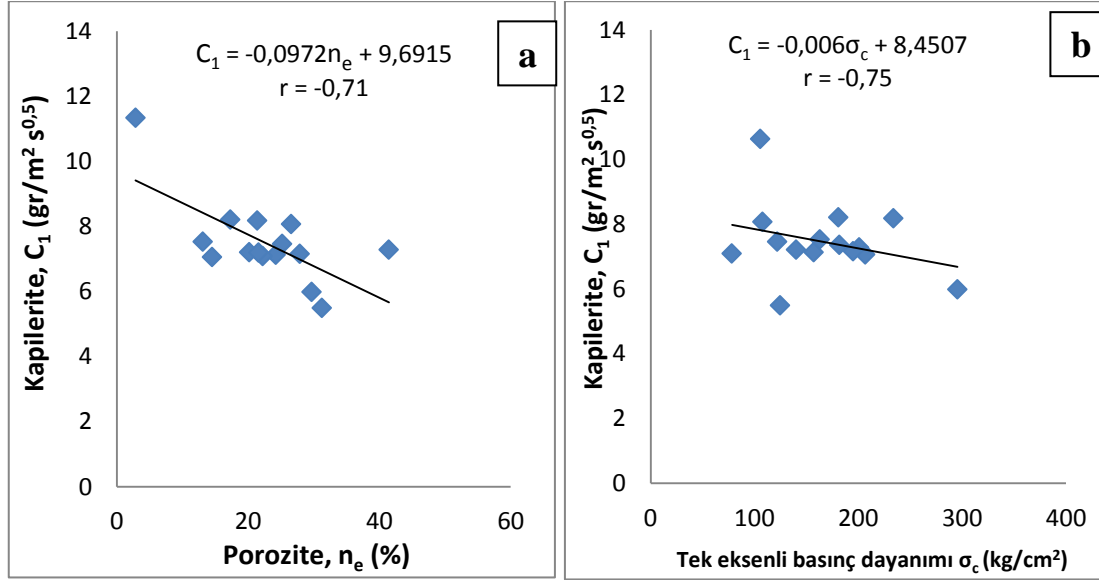 a
C₁ = -0,0972nₑ + 9,6915
r = -0,71
Kapilerite, C₁ (gr/m² s⁰,⁵)
14
12
10
8
6
4
2
0
0 20 40 60
Porozite, nₑ (%)
b
C₁ = -0,006σc + 8,4507
r = -0,75
Kapilerite, C₁ (gr/m² s⁰,⁵)
14
12
10
8
6
4
2
0
0 100 200 300 400
Tek eksenli basınç dayanımı σc (kg/cm²)